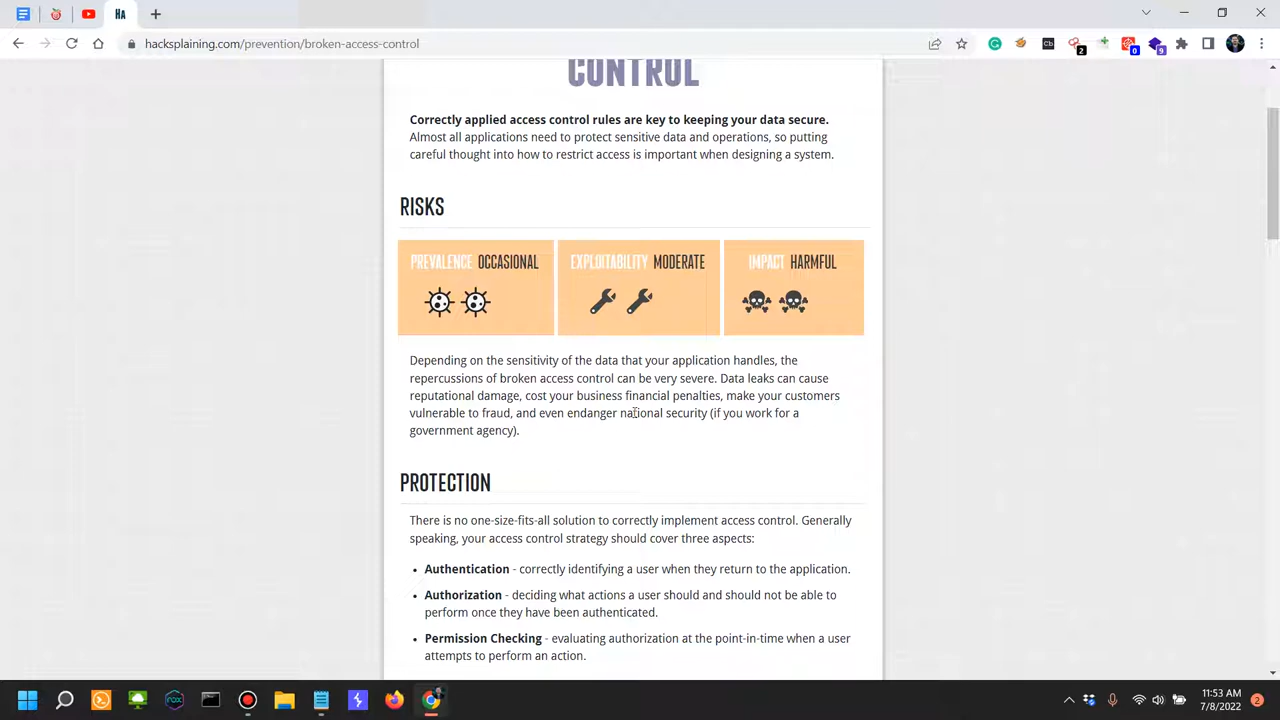 HA
hacksplaining.com/prevention/broken-access-control
Cb
2
0
9
CONTROL
Correctly applied access control rules are key to keeping your data secure.
Almost all applications need to protect sensitive data and operations, so putting
careful thought into how to restrict access is important when designing a system.
RISKS
PREVALENCE OCCASIONAL
EXPLOITABILITY MODERATE
IMPACT HARMFUL
Depending on the sensitivity of the data that your application handles, the
repercussions of broken access control can be very severe. Data leaks can cause
reputational damage, cost your business financial penalties, make your customers
vulnerable to fraud, and even endanger national security (if you work for a
government agency).
PROTECTION
There is no one-size-fits-all solution to correctly implement access control. Generally
speaking, your access control strategy should cover three aspects:
• Authentication - correctly identifying a user when they return to the application.
• Authorization - deciding what actions a user should and should not be able to
perform once they have been authenticated.
• Permission Checking - evaluating authorization at the point-in-time when a user
attempts to perform an action.
11:53 AM
7/8/2022
2